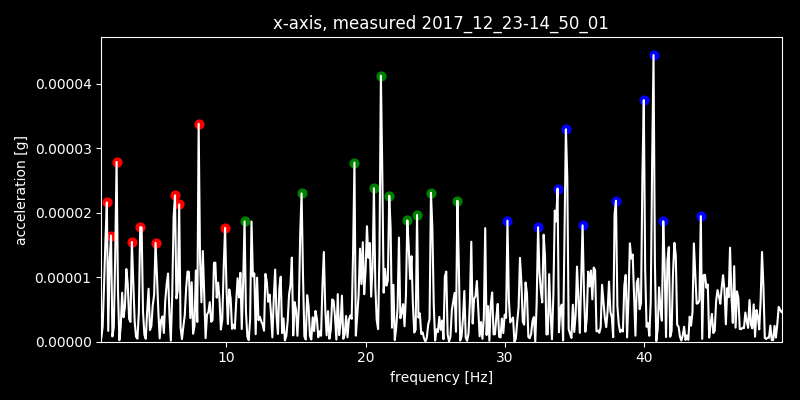 x-axis, measured 2017_12_23-14_50_01
acceleration [g]
0.00004
0.00003
0.00002
0.00001
0.00000
10 20 30 40
frequency [Hz]